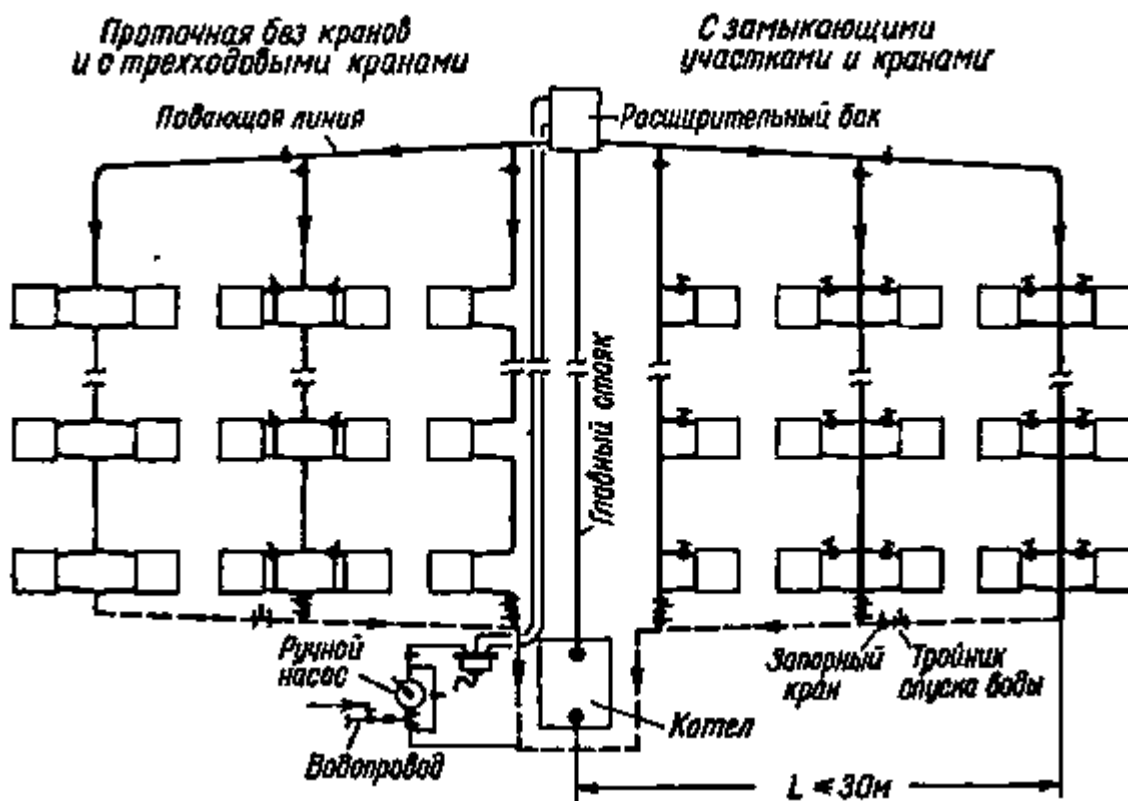 Проточная без кранов
и с трехходовыми кранами
С замыкающими
участками и кранами
Подающая линия
Расширительный бак
Главный стояк
Ручной
насос
Водопровод
Запорный
кран
Тройник
спуска воды
Котел
L ≤ 30м